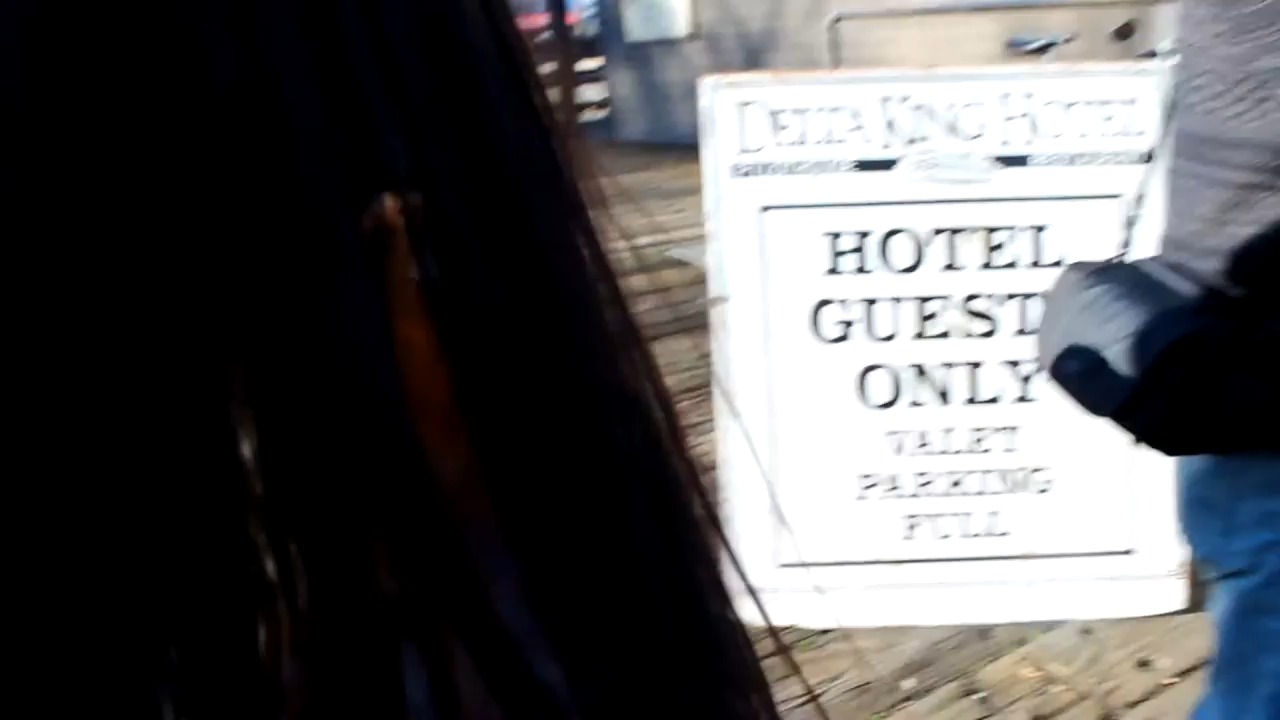 DELTA KING HOTEL
HOTEL
GUEST
ONLY
VALET
PARKING
FULL